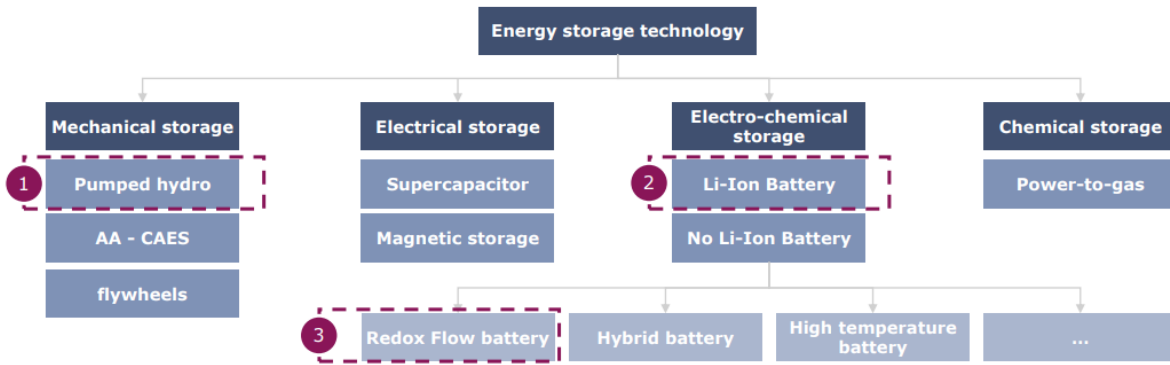 Energy storage technology
Mechanical storage
Electrical storage
Electro-chemical
storage
Chemical storage
1
Pumped hydro
Supercapacitor
2
Li-Ion Battery
Power-to-gas
AA - CAES
Magnetic storage
No Li-Ion Battery
flywheels
3
Redox Flow battery
Hybrid battery
High temperature
battery
...